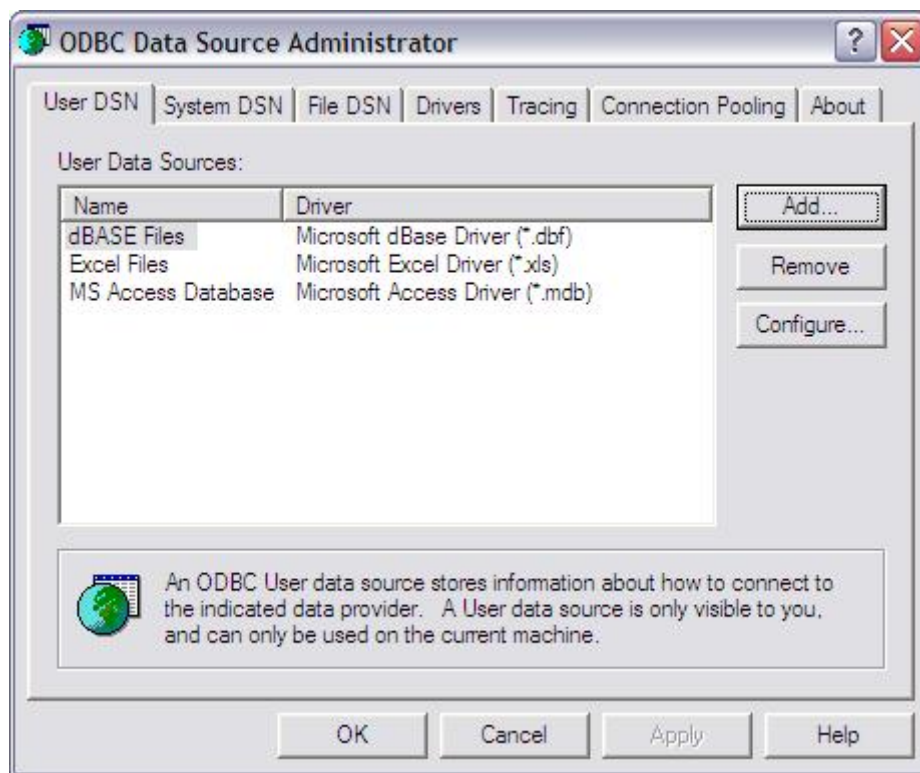 ODBC Data Source Administrator
User DSN System DSN File DSN Drivers Tracing Connection Pooling About
User Data Sources:
Name Driver
dBASE Files Microsoft dBase Driver (*.dbf)
Excel Files Microsoft Excel Driver (*.xls)
MS Access Database Microsoft Access Driver (*.mdb)
Add...
Remove
Configure...
An ODBC User data source stores information about how to connect to
the indicated data provider. A User data source is only visible to you,
and can only be used on the current machine.
OK Cancel Apply Help